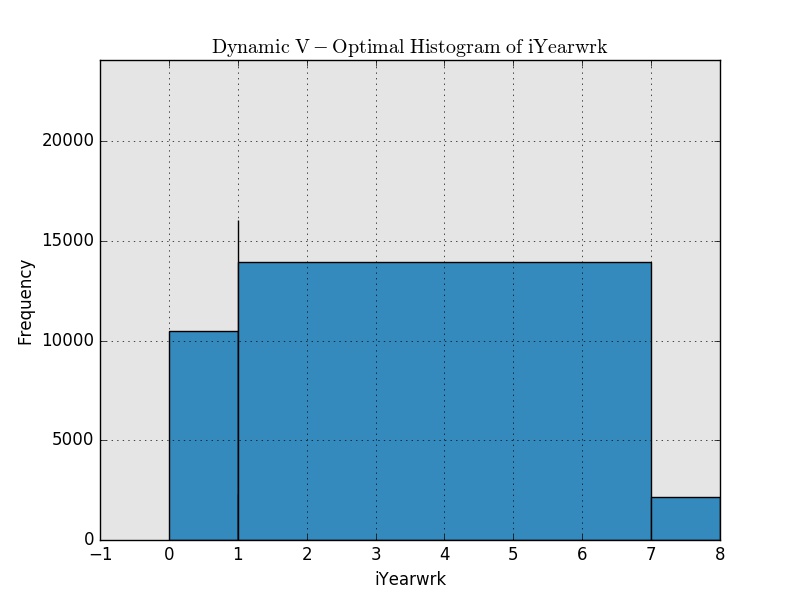 Dynamic V − Optimal Histogram of iYearwrk
20000
15000
10000
5000
0
Frequency
−1 0 1 2 3 4 5 6 7 8
iYearwrk